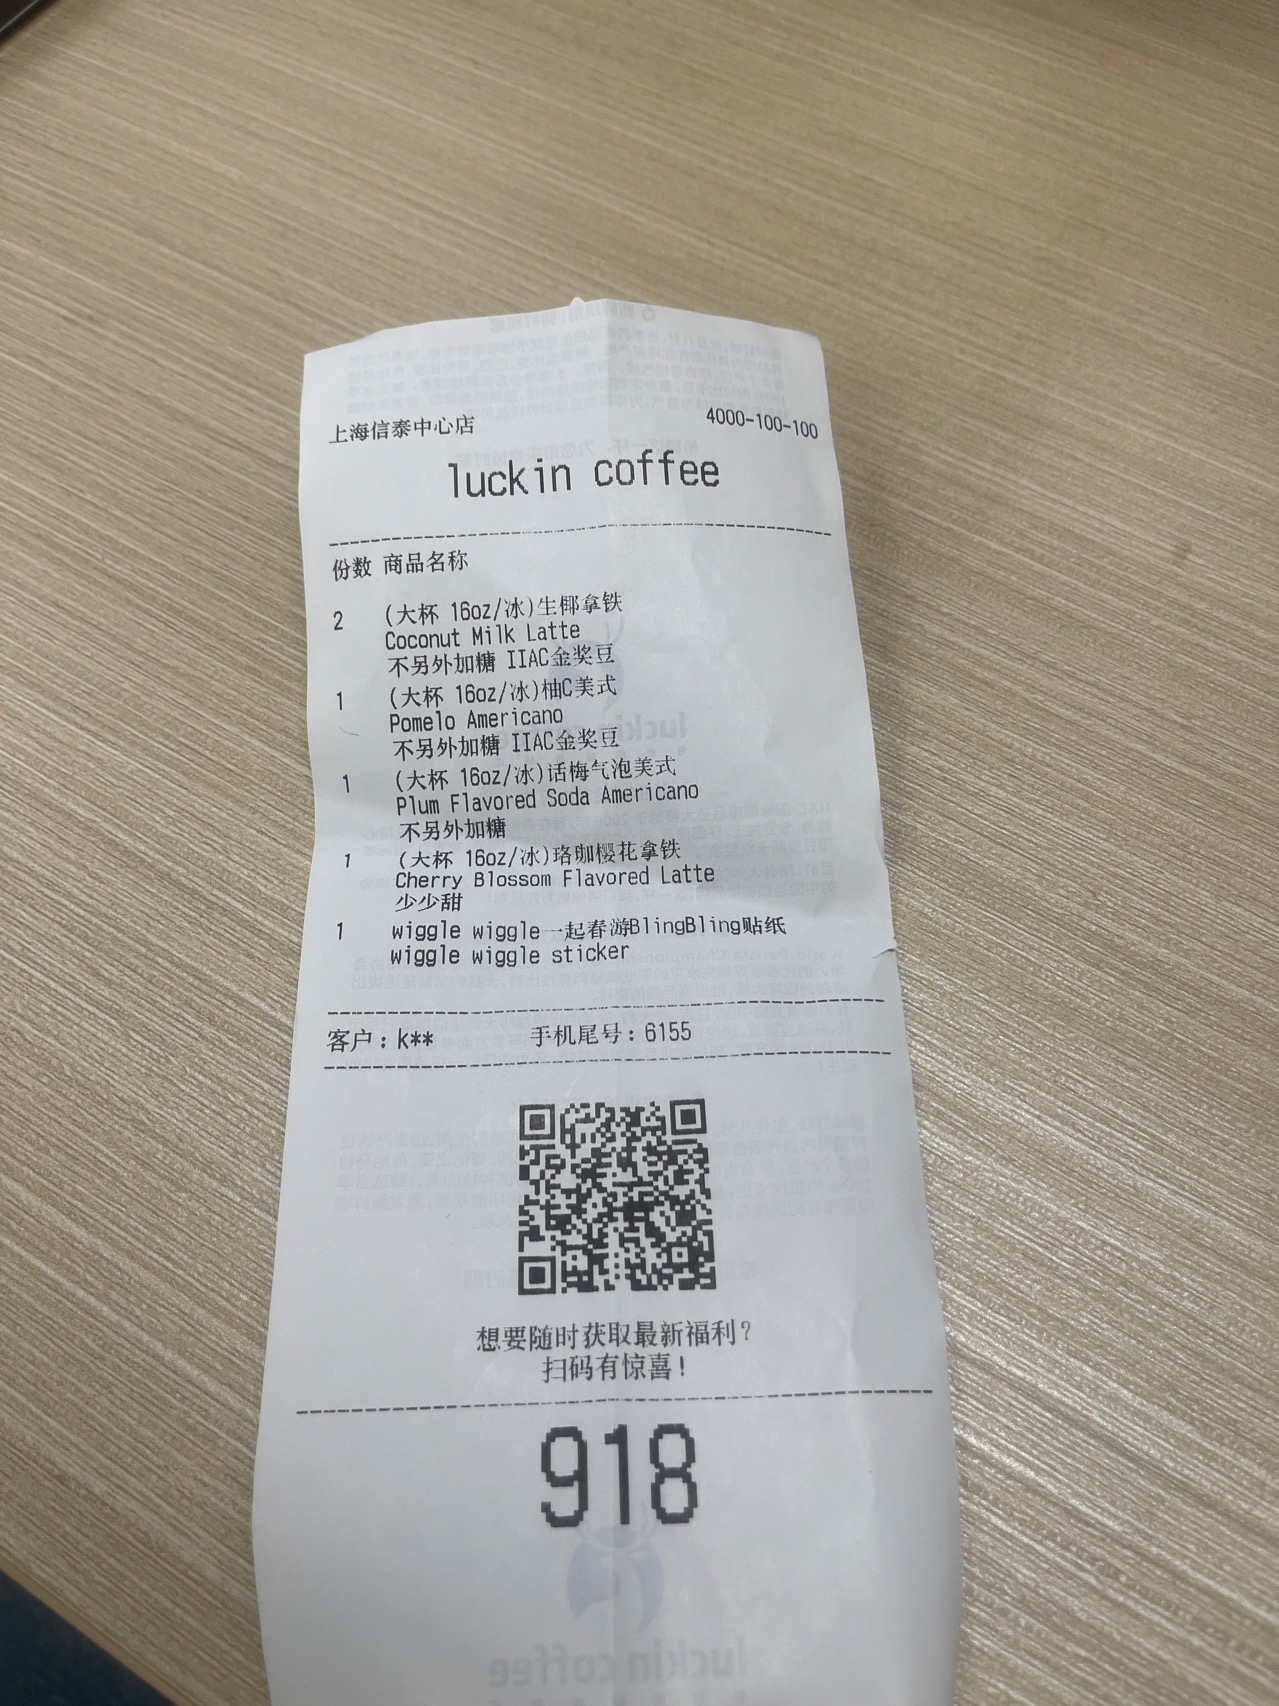 上海信泰中心店 4000-100-100
luckin coffee
份数 商品名称
2 (大杯 16oz/冰)生椰拿铁
Coconut Milk Latte
不另外加糖 IIAC金奖豆
1 (大杯 16oz/冰)柚C美式
Pomelo Americano
不另外加糖 IIAC金奖豆
1 (大杯 16oz/冰)话梅气泡美式
Plum Flavored Soda Americano
不另外加糖
1 (大杯 16oz/冰)珞珈樱花拿铁
Cherry Blossom Flavored Latte
少少甜
1 wiggle wiggle一起春游BlingBling贴纸
wiggle wiggle sticker
客户：k** 手机尾号：6155
想要随时获取最新福利？
扫码有惊喜！
918
luckin coffee